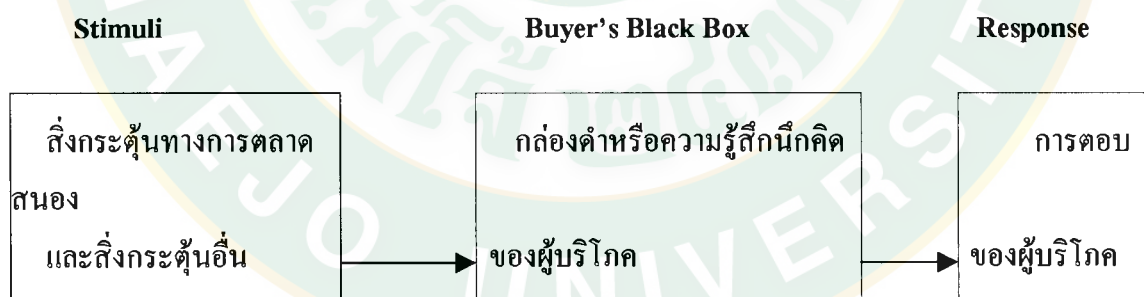 Stimuli Buyer's Black Box Response
สิ่งกระตุ้นทางการตลาด กล่องดำหรือความรู้สึกนึกคิด การตอบ
สนอง
และสิ่งกระตุ้นอื่น ของผู้บริโภค ของผู้บริโภค